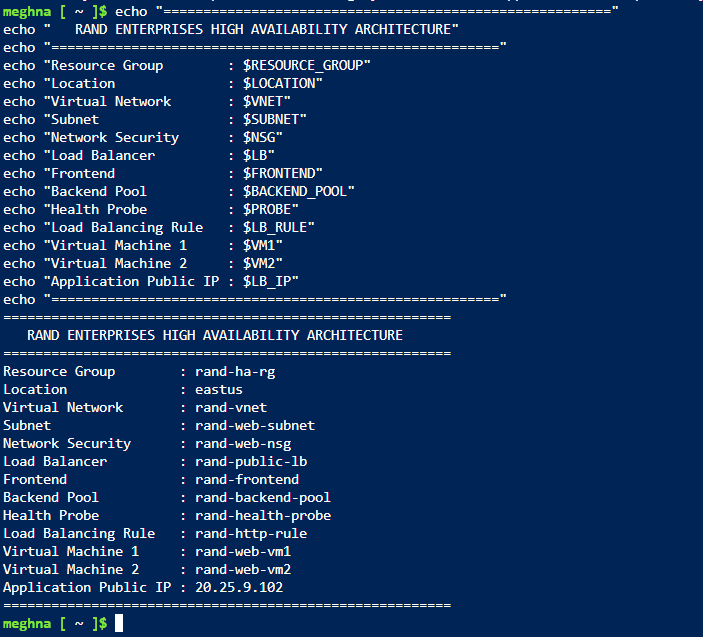 meghna [ ~ ]$ echo "========================================================"
echo "   RAND ENTERPRISES HIGH AVAILABILITY ARCHITECTURE"
echo "========================================================"
echo "Resource Group        : $RESOURCE_GROUP"
echo "Location              : $LOCATION"
echo "Virtual Network       : $VNET"
echo "Subnet                : $SUBNET"
echo "Network Security      : $NSG"
echo "Load Balancer         : $LB"
echo "Frontend              : $FRONTEND"
echo "Backend Pool          : $BACKEND_POOL"
echo "Health Probe          : $PROBE"
echo "Load Balancing Rule   : $LB_RULE"
echo "Virtual Machine 1     : $VM1"
echo "Virtual Machine 2     : $VM2"
echo "Application Public IP : $LB_IP"
echo "========================================================"
========================================================
   RAND ENTERPRISES HIGH AVAILABILITY ARCHITECTURE
========================================================
Resource Group        : rand-ha-rg
Location              : eastus
Virtual Network       : rand-vnet
Subnet                : rand-web-subnet
Network Security      : rand-web-nsg
Load Balancer         : rand-public-lb
Frontend              : rand-frontend
Backend Pool          : rand-backend-pool
Health Probe          : rand-health-probe
Load Balancing Rule   : rand-http-rule
Virtual Machine 1     : rand-web-vm1
Virtual Machine 2     : rand-web-vm2
Application Public IP : 20.25.9.102
========================================================
meghna [ ~ ]$